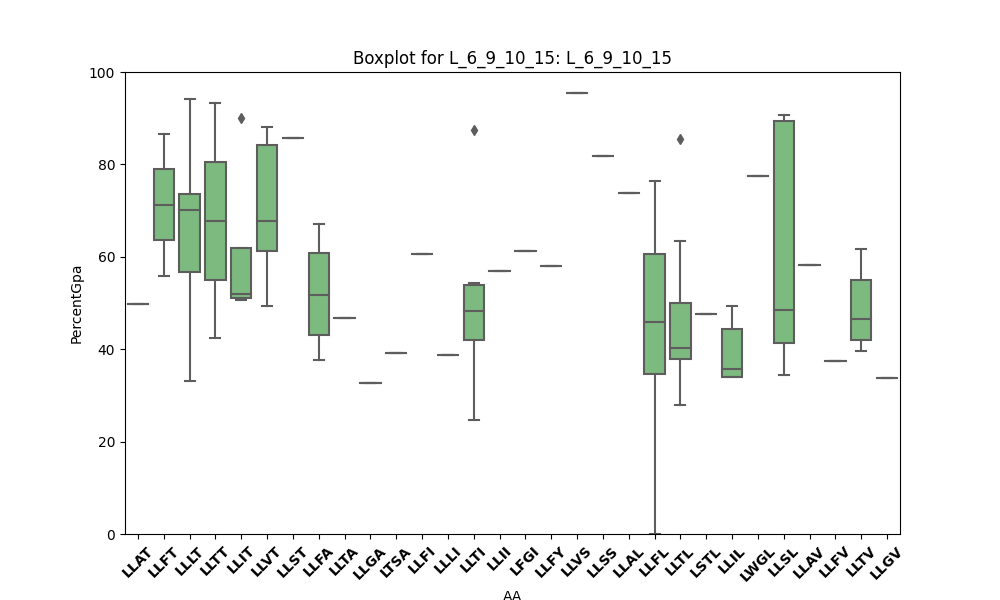 Boxplot for L_6_9_10_15: L_6_9_10_15
100
80
60
40
20
0
PercentGpa
LLAT LLFT LLLT LLTT LLIT LLVT LLST LLFA LLTA LLGA LTSA LLFI LLLI LLTI LLII LFGI LLFY LLVS LLSS LLAL LLFL LLTL LSTL LLIL LWGL LLSL LLAV LLFV LLTV LLGV
AA